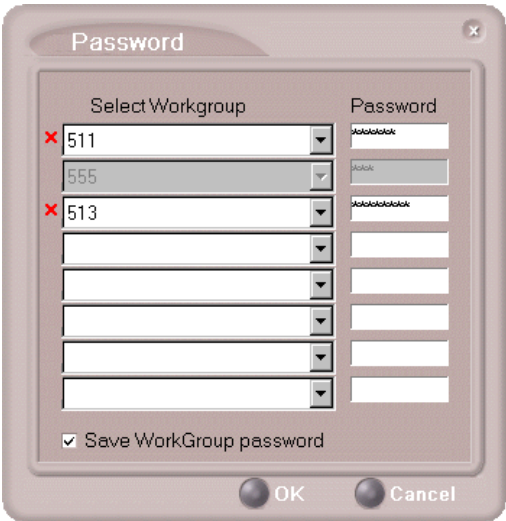 Password
Select Workgroup Password
511 *******
555 ***
513 *********
Save WorkGroup password
OK Cancel